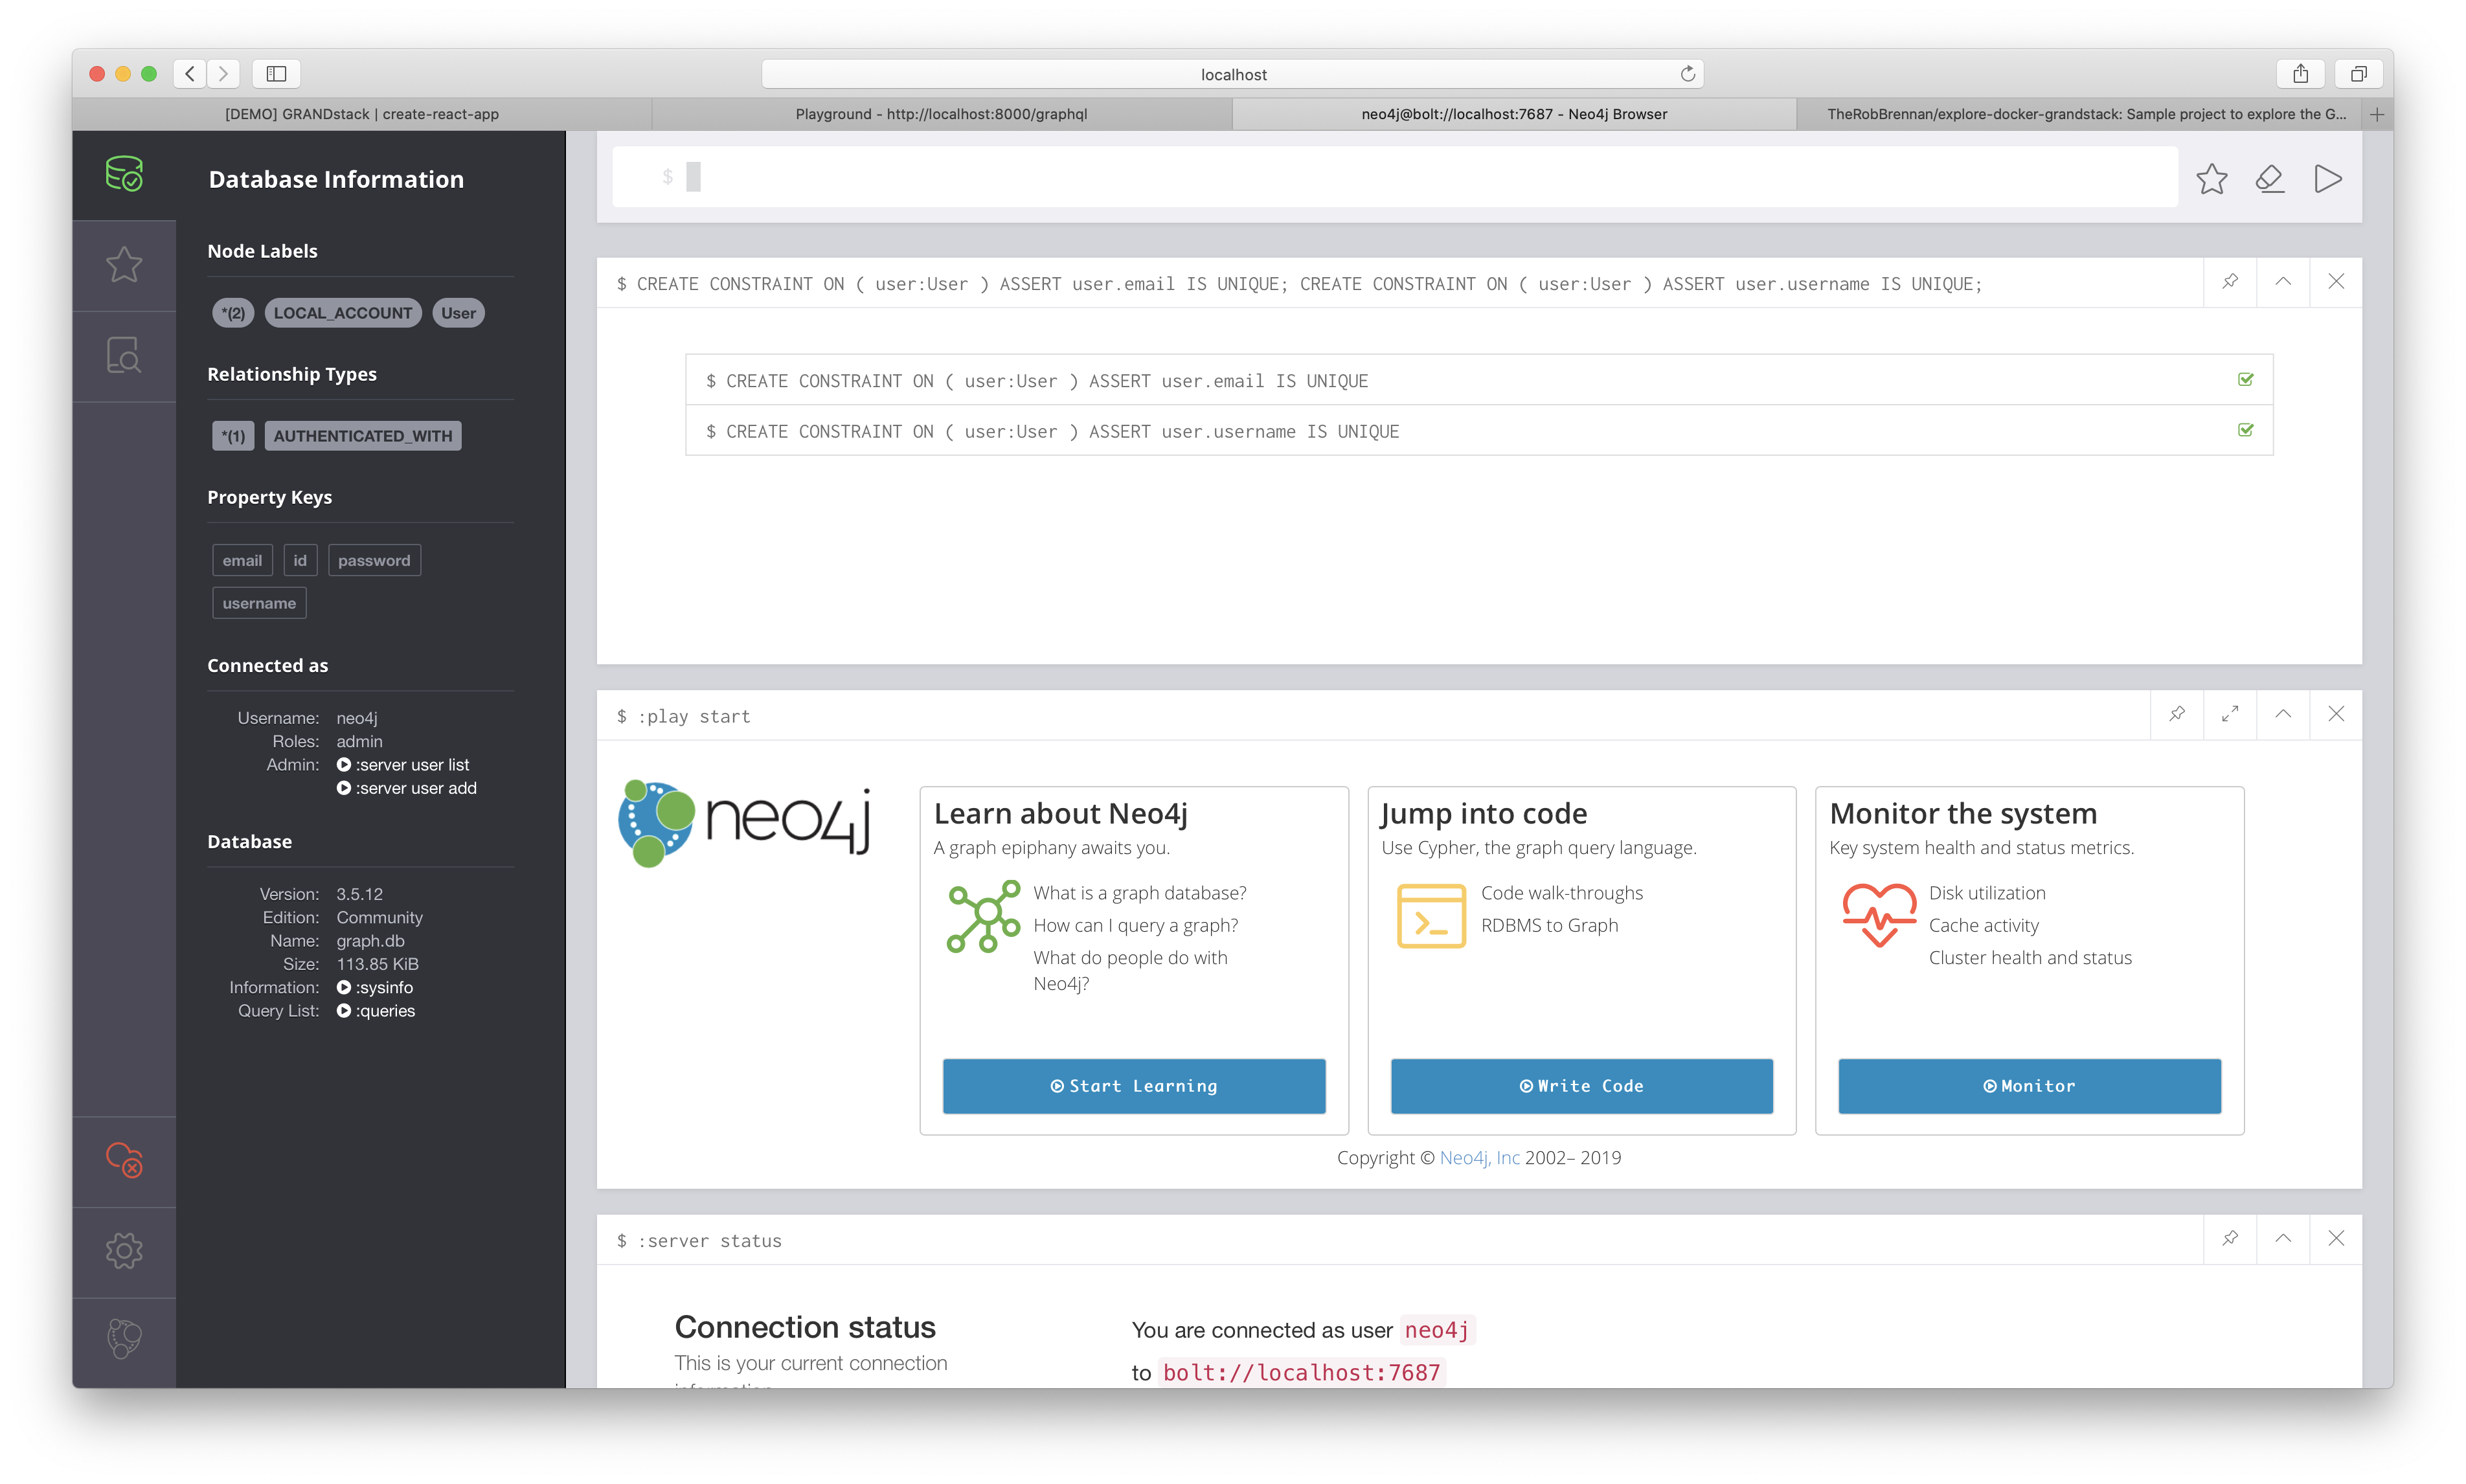 localhost
[DEMO] GRANDstack | create-react-app
Playground - http://localhost:8000/graphql
neo4j@bolt://localhost:7687 - Neo4j Browser
TheRobBrennan/explore-docker-grandstack: Sample project to explore the G...
Database Information
Node Labels
*(2) LOCAL_ACCOUNT User
Relationship Types
*(1) AUTHENTICATED_WITH
Property Keys
email id password
username
Connected as
Username: neo4j
Roles: admin
Admin: :server user list
:server user add
Database
Version: 3.5.12
Edition: Community
Name: graph.db
Size: 113.85 KiB
Information: :sysinfo
Query List: :queries
$
$ CREATE CONSTRAINT ON ( user:User ) ASSERT user.email IS UNIQUE; CREATE CONSTRAINT ON ( user:User ) ASSERT user.username IS UNIQUE;
$ CREATE CONSTRAINT ON ( user:User ) ASSERT user.email IS UNIQUE
$ CREATE CONSTRAINT ON ( user:User ) ASSERT user.username IS UNIQUE
$ :play start
neo4j
Learn about Neo4j
A graph epiphany awaits you.
What is a graph database?
How can I query a graph?
What do people do with
Neo4j?
Start Learning
Jump into code
Use Cypher, the graph query language.
Code walk-throughs
RDBMS to Graph
Write Code
Monitor the system
Key system health and status metrics.
Disk utilization
Cache activity
Cluster health and status
Monitor
Copyright © Neo4j, Inc 2002– 2019
$ :server status
Connection status
This is your current connection
You are connected as user neo4j
to bolt://localhost:7687